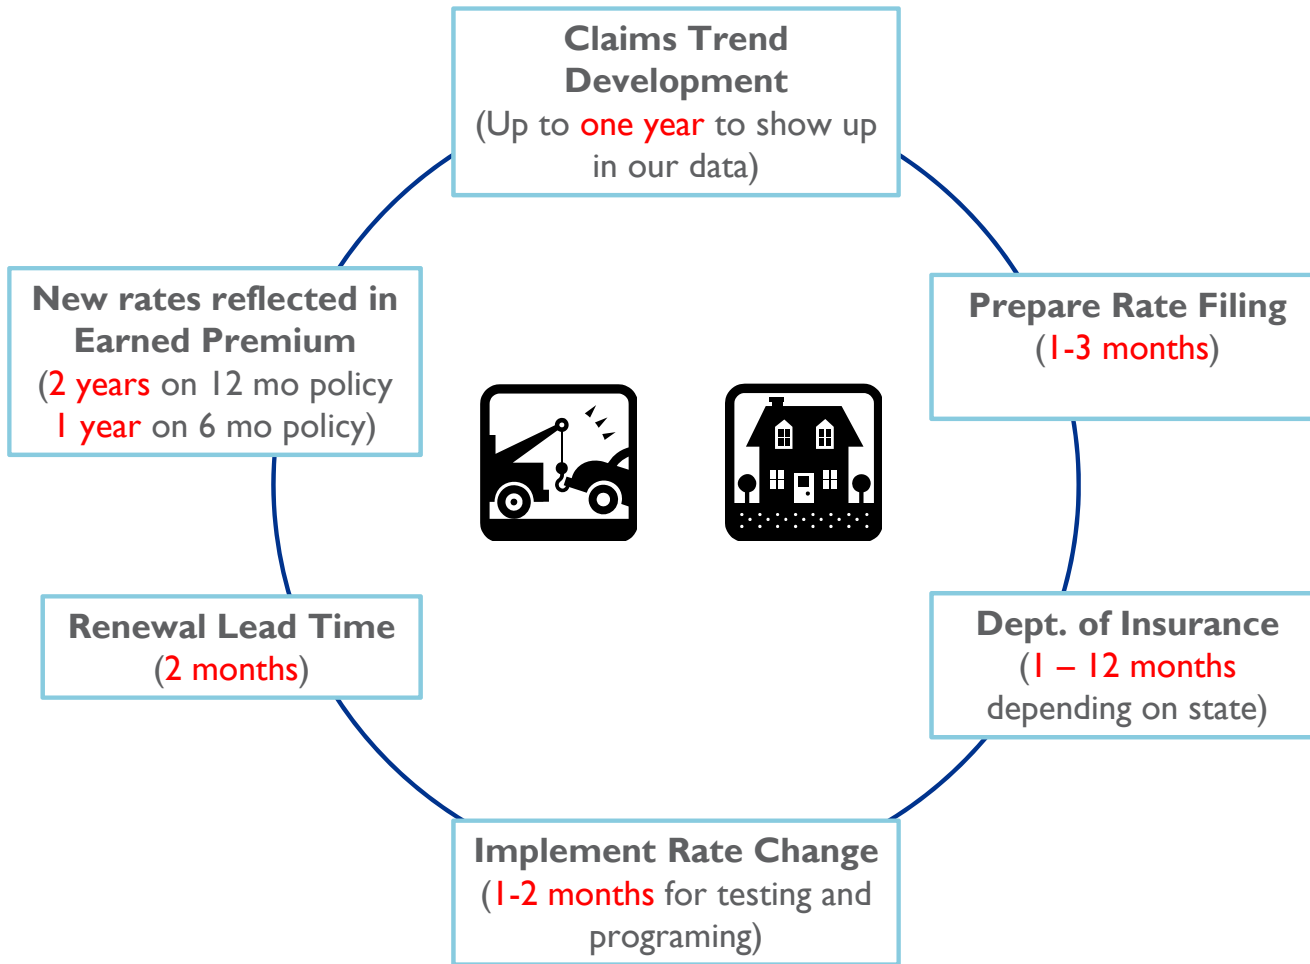 Claims Trend
Development
(Up to one year to show up
in our data)
Prepare Rate Filing
(1-3 months)
Dept. of Insurance
(1 – 12 months
depending on state)
Implement Rate Change
(1-2 months for testing and
programing)
Renewal Lead Time
(2 months)
New rates reflected in
Earned Premium
(2 years on 12 mo policy
1 year on 6 mo policy)